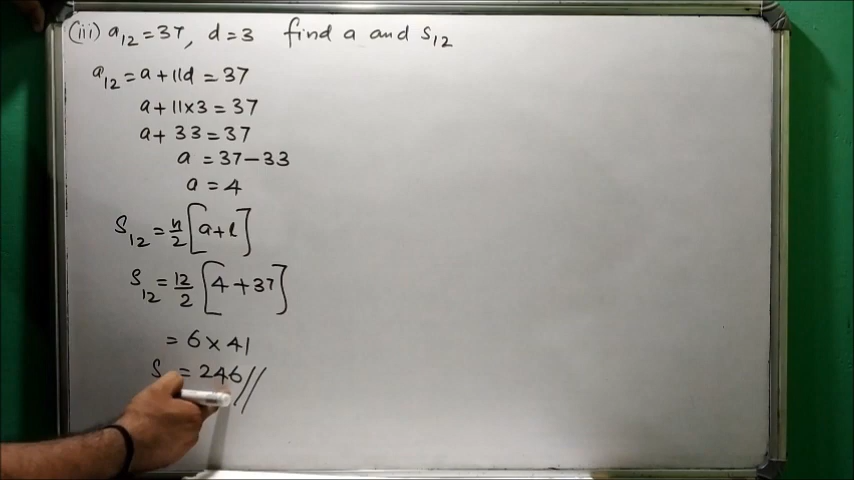 (iii) a₁₂ = 37, d = 3 find a and S₁₂
a₁₂ = a + 11d = 37
a + 11 × 3 = 37
a + 33 = 37
a = 37 − 33
a = 4
S₁₂ = n/2 [a + l]
S₁₂ = 12/2 [4 + 37]
= 6 × 41
S = 246//